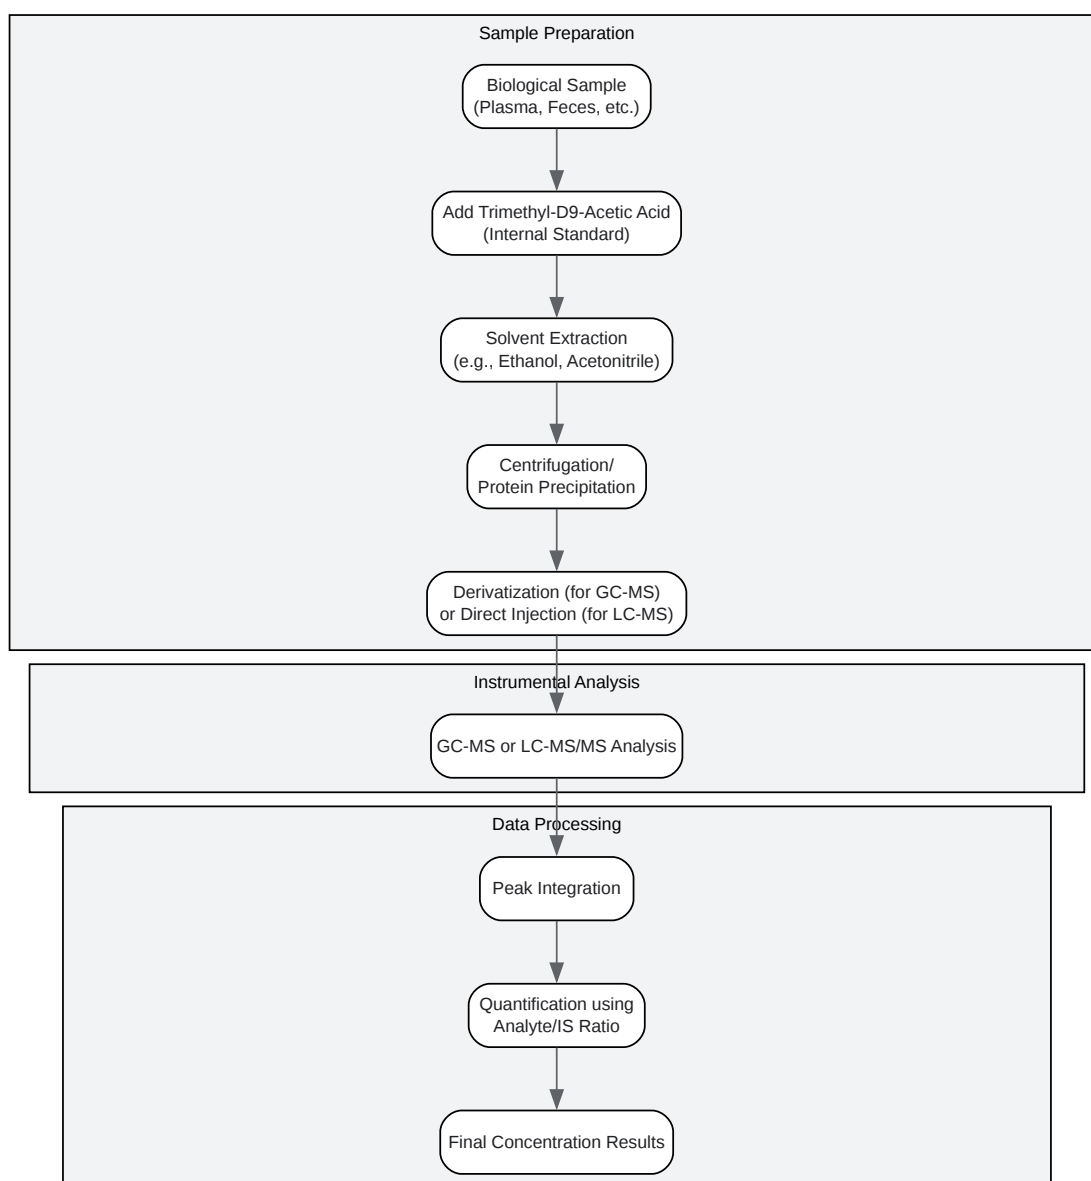 Sample Preparation
Biological Sample
(Plasma, Feces, etc.)
Add Trimethyl-D9-Acetic Acid
(Internal Standard)
Solvent Extraction
(e.g., Ethanol, Acetonitrile)
Centrifugation/
Protein Precipitation
Derivatization (for GC-MS)
or Direct Injection (for LC-MS)
Instrumental Analysis
GC-MS or LC-MS/MS Analysis
Data Processing
Peak Integration
Quantification using
Analyte/IS Ratio
Final Concentration Results